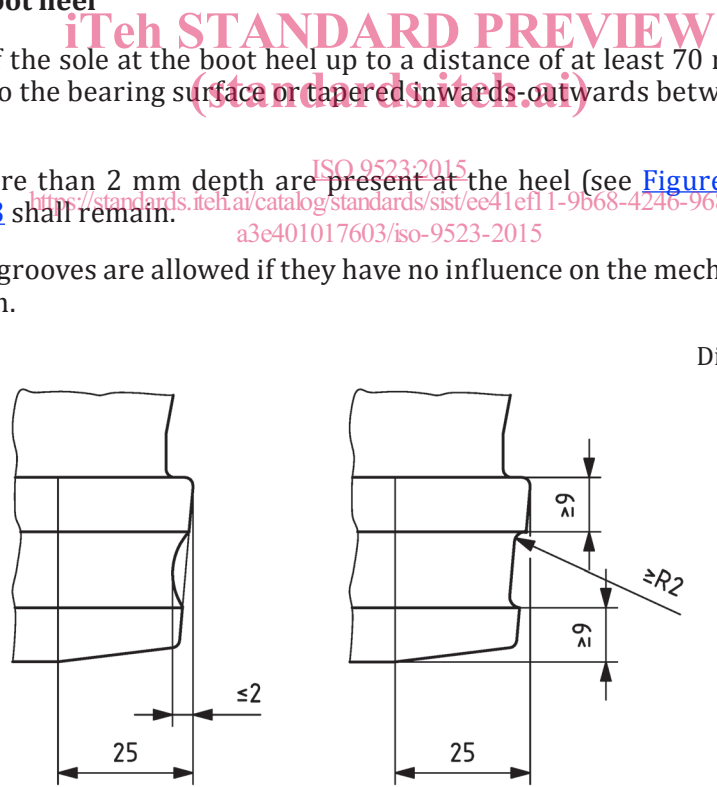 oot heel
iTeh STANDARD PREVIEW
f the sole at the boot heel up to a distance of at least 70
o the bearing surface or tapered inwards-outwards betw
(standards.iteh.ai)
ISO 9523:2015
re than 2 mm depth are present at the heel (see Figure
https://standards.iteh.ai/catalog/standards/sist/ee41ef11-9b68-4246-96
shall remain.
a3e401017603/iso-9523-2015
grooves are allowed if they have no influence on the mech
n.
Di
≥9
≥R2
≥9
≤2
25
25